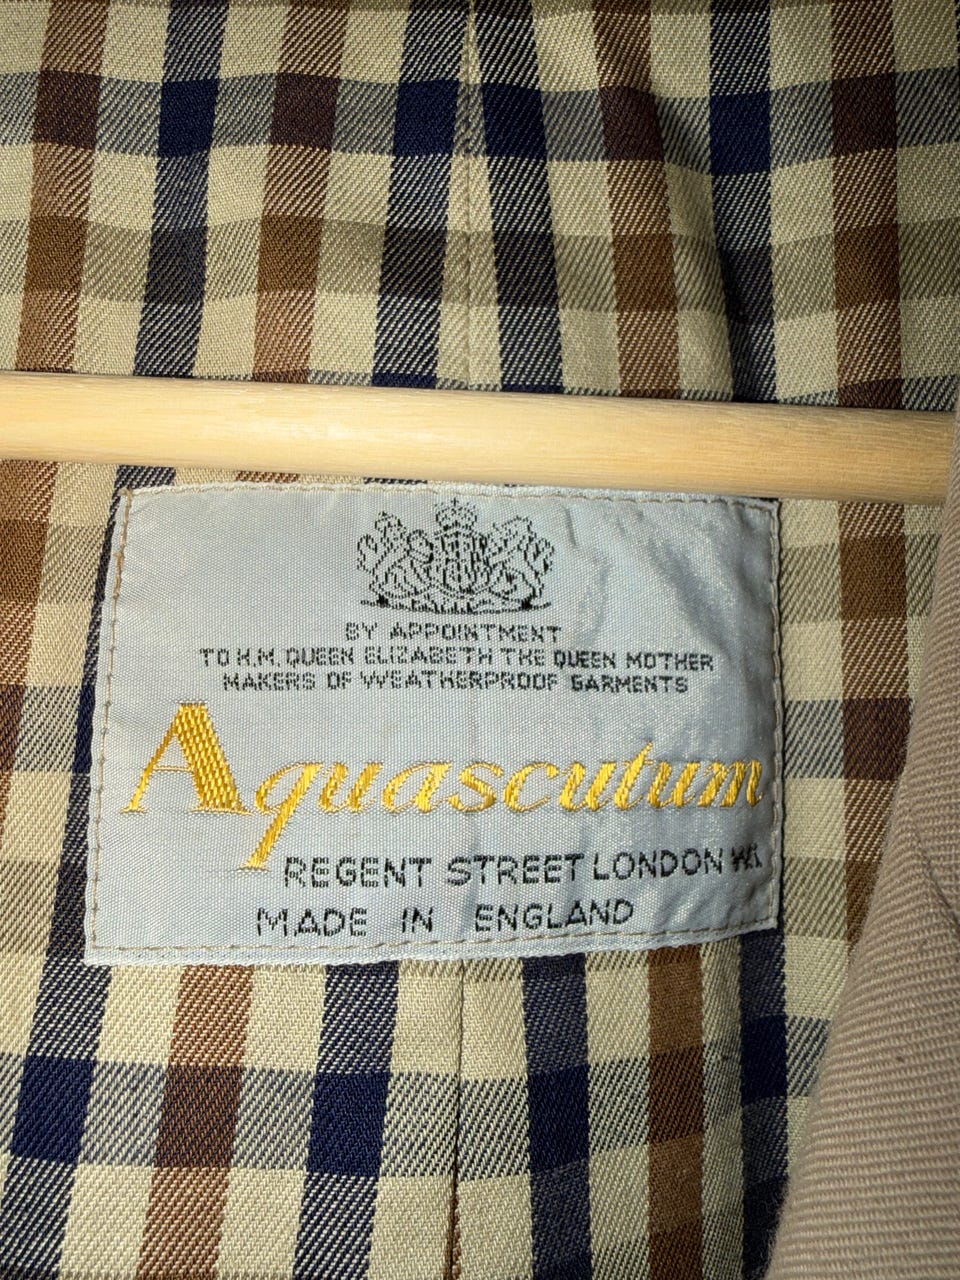 BY APPOINTMENT
TO H.M. QUEEN ELIZABETH THE QUEEN MOTHER
MAKERS OF WEATHERPROOF GARMENTS
Aquascutum
REGENT STREET LONDON W1.
MADE IN ENGLAND